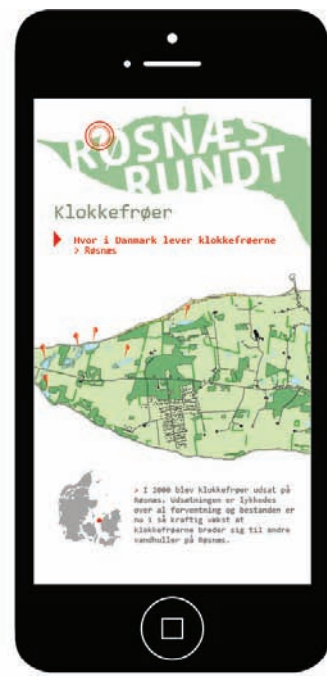 RØSNÆS
RUNDT
Klokkefrøer
Hvor i Danmark lever klokkefrøerne
> Røsnæs
> I 2000 blev klokkefrøer udsat på
Røsnæs. Udsætningen er lykkedes
over al forventning og bestanden er
nu i så kraftig vækst at
klokkefrøerne breder sig til andre
vandhuller på Røsnæs.